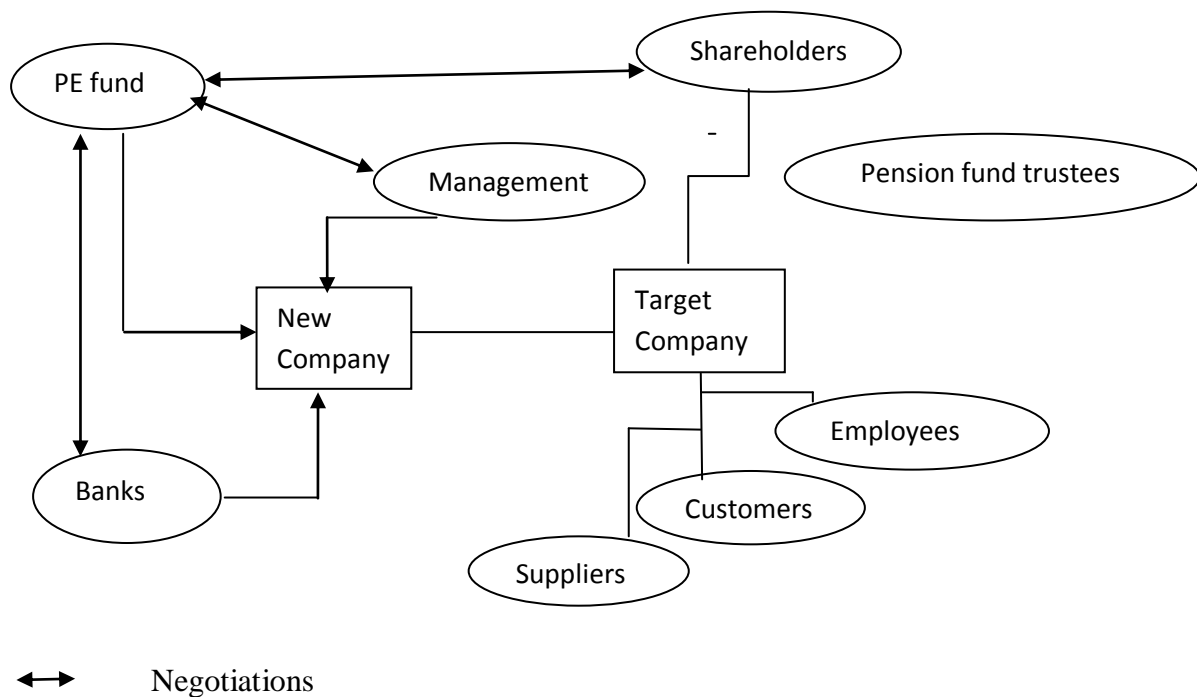 Shareholders
PE fund
-
Management
Pension fund trustees
New
Company
Target
Company
Employees
Banks
Customers
Suppliers
Negotiations